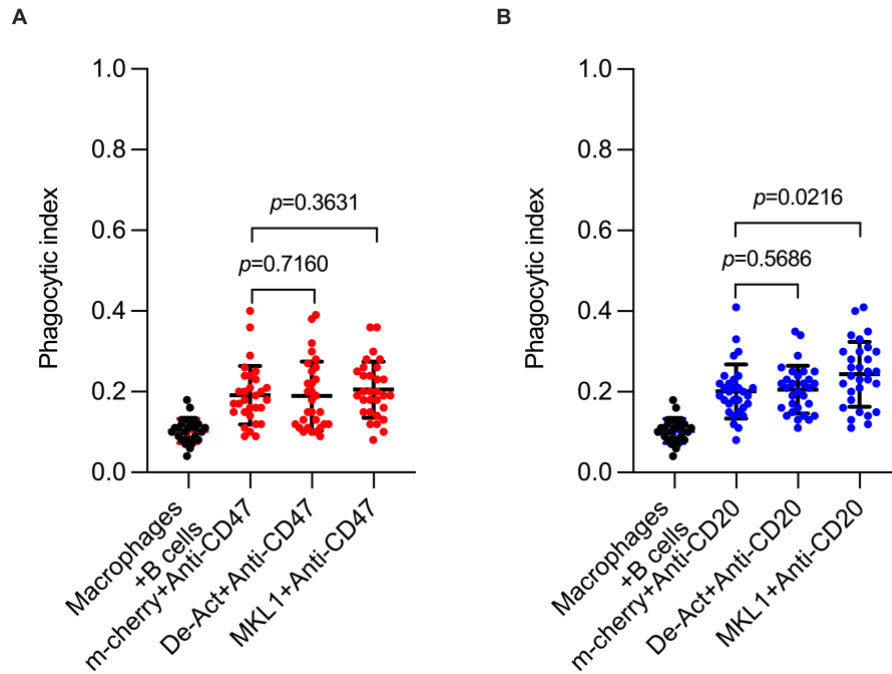 A
Phagocytic index
1.0
0.8
0.6
0.4
0.2
0.0
p=0.3631
p=0.7160
Macrophages
+B cells
m-cherry+Anti-CD47
De-Act+Anti-CD47
MKL1+Anti-CD47
B
Phagocytic index
1.0
0.8
0.6
0.4
0.2
0.0
p=0.0216
p=0.5686
Macrophages
+B cells
m-cherry+Anti-CD20
De-Act+Anti-CD20
MKL1+Anti-CD20